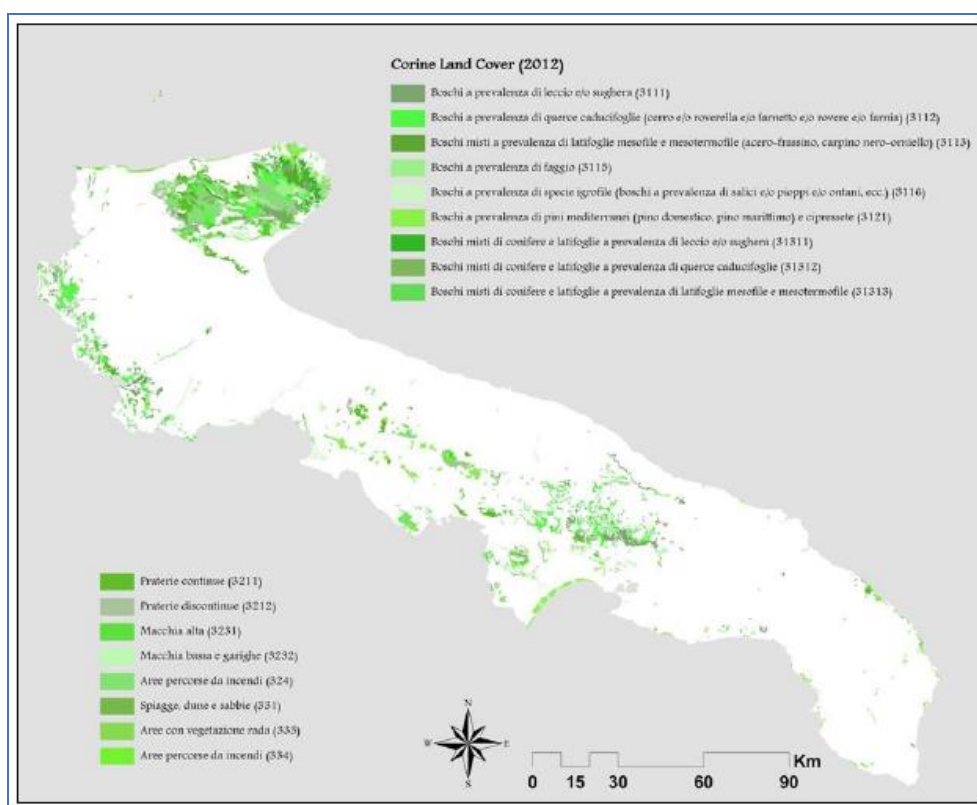 Corine Land Cover (2012)
Boschi a prevalenza di leccio e/o sughera (3111)
Boschi a prevalenza di querce caducifoglie (cerro e/o roverella e/o farnetto e/o rovere e/o farnia) (3112)
Boschi misti a prevalenza di latifoglie mesofile e mesotermofile (acero-frassino, carpino nero-orniello) (3113)
Boschi a prevalenza di faggio (3115)
Boschi a prevalenza di specie igrofile (boschi a prevalenza di salici e/o pioppi e/o ontani, ecc.) (3116)
Boschi a prevalenza di pini mediterranei (pino domestico, pino marittimo) e cipressete (3121)
Boschi misti di conifere e latifoglie a prevalenza di leccio e/o sughera (31311)
Boschi misti di conifere e latifoglie a prevalenza di querce caducifoglie (31312)
Boschi misti di conifere e latifoglie a prevalenza di latifoglie mesofile e mesotermofile (31313)
Praterie continue (3211)
Praterie discontinue (3212)
Macchia alta (3231)
Macchia bassa e garighe (3232)
Aree percorse da incendi (324)
Spiagge, dune e sabbie (331)
Aree con vegetazione rada (333)
Aree percorse da incendi (334)
N
W E
S
Km
0 15 30 60 90